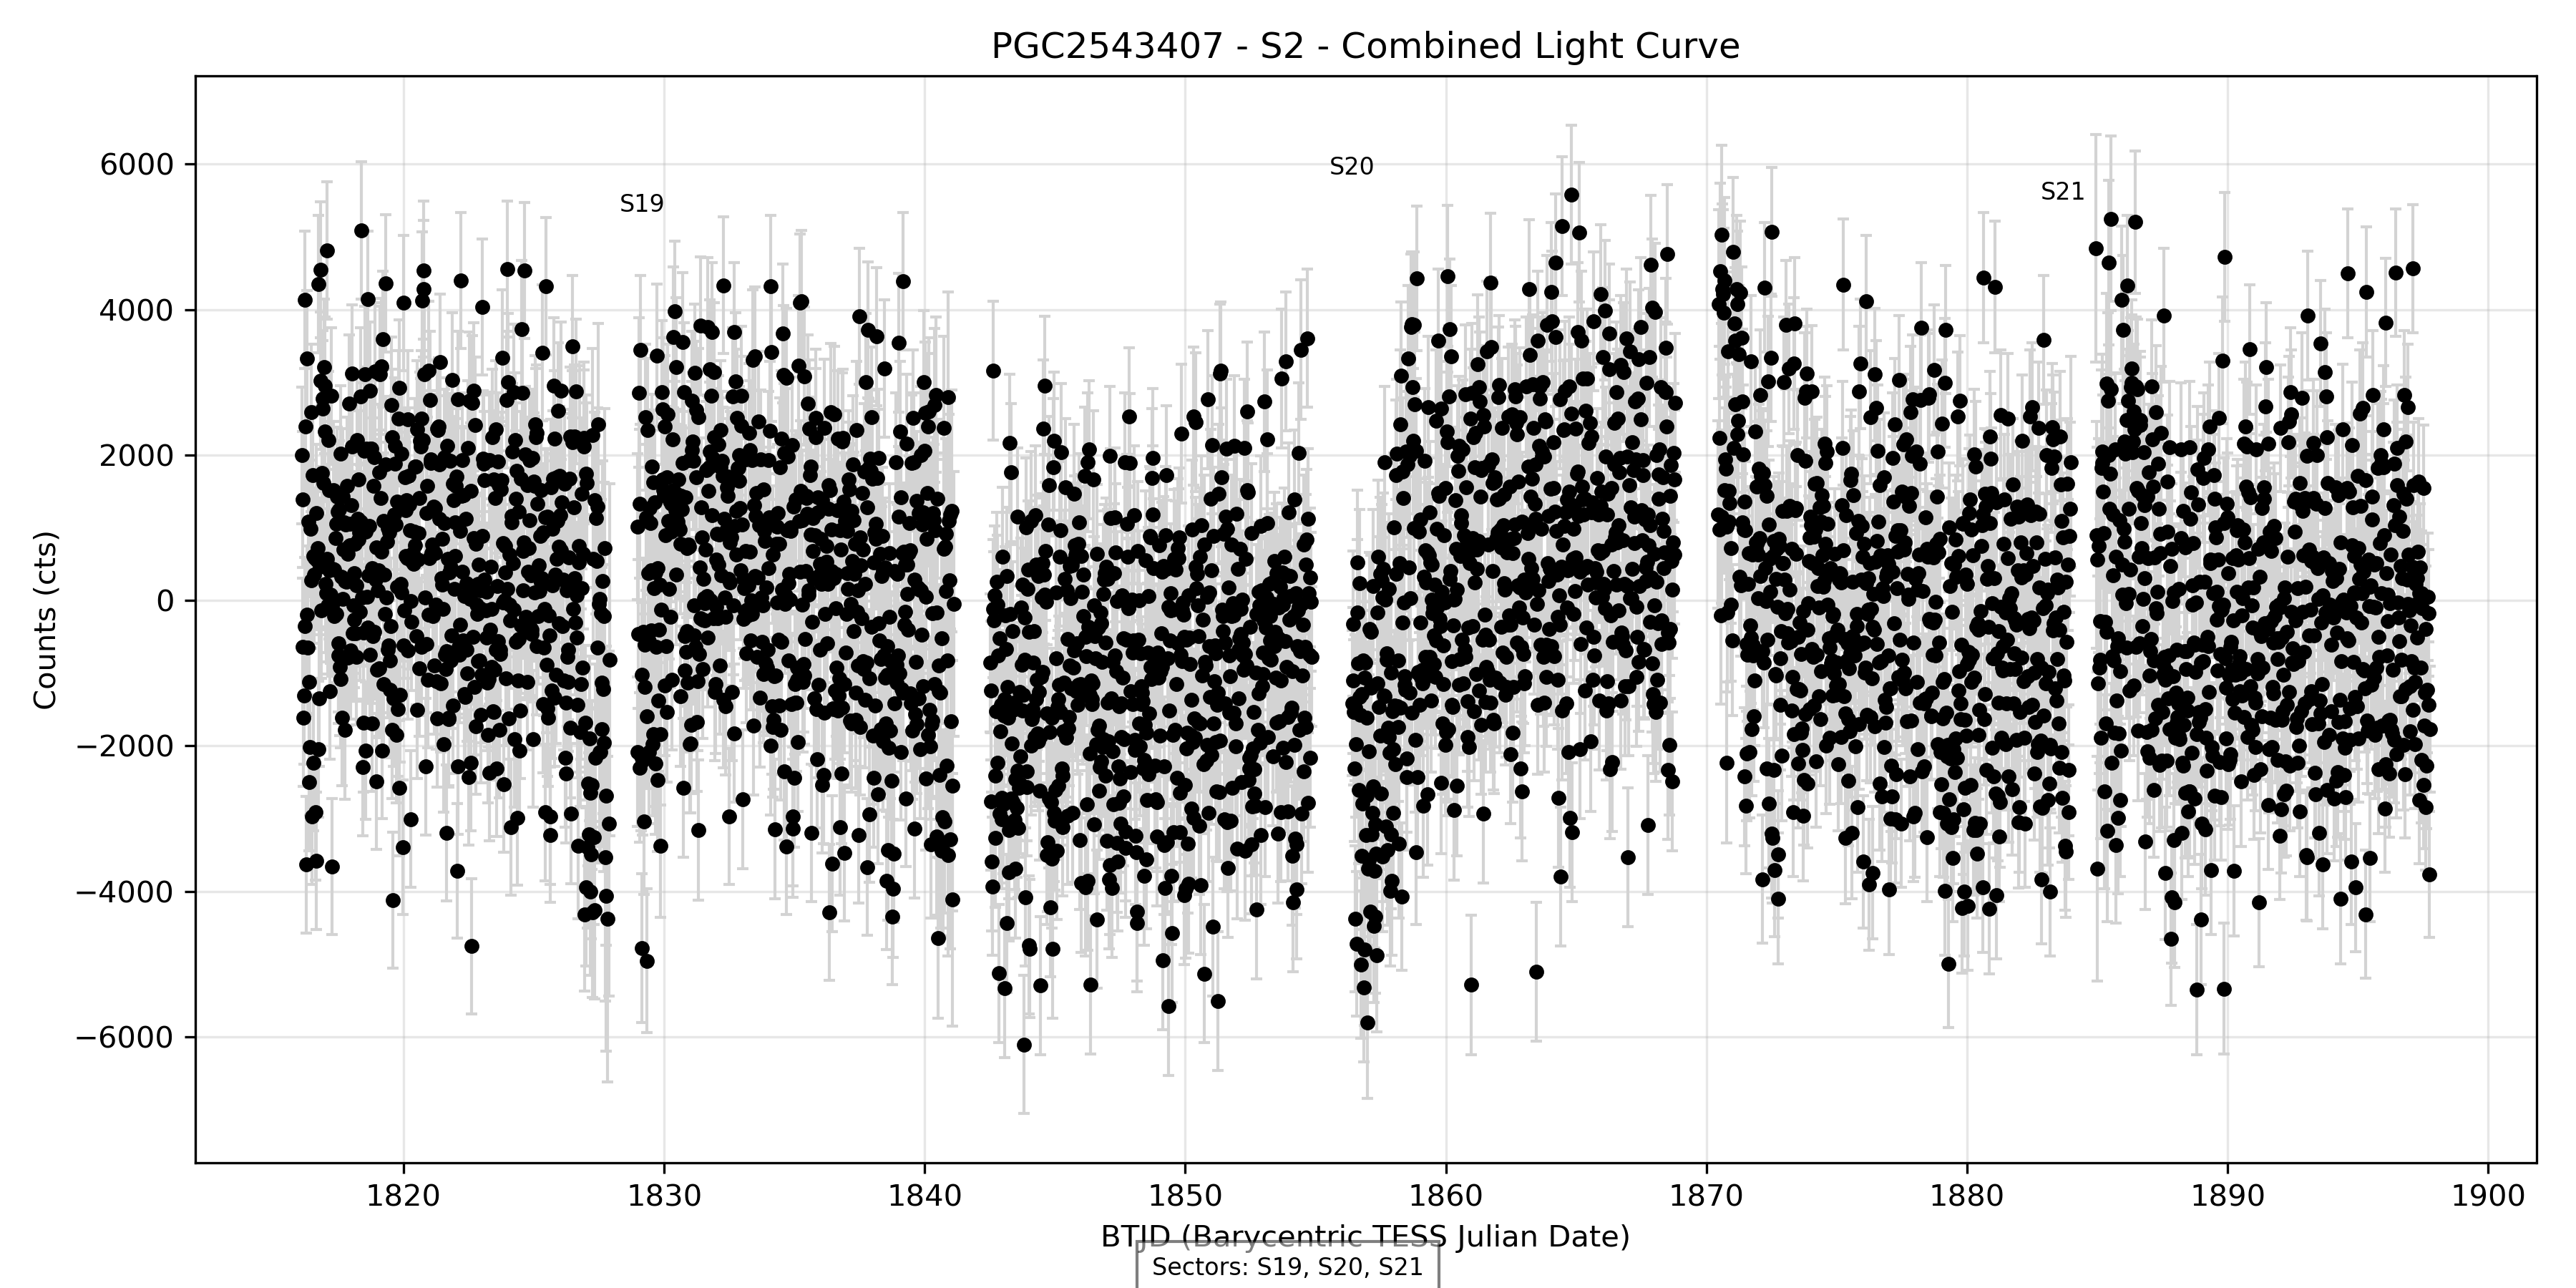 PGC2543407 - S2 - Combined Light Curve
Counts (cts)
6000
4000
2000
0
−2000
−4000
−6000
S19
S20
S21
1820
1830
1840
1850
1860
1870
1880
1890
1900
BTJD (Barycentric TESS Julian Date)
Sectors: S19, S20, S21